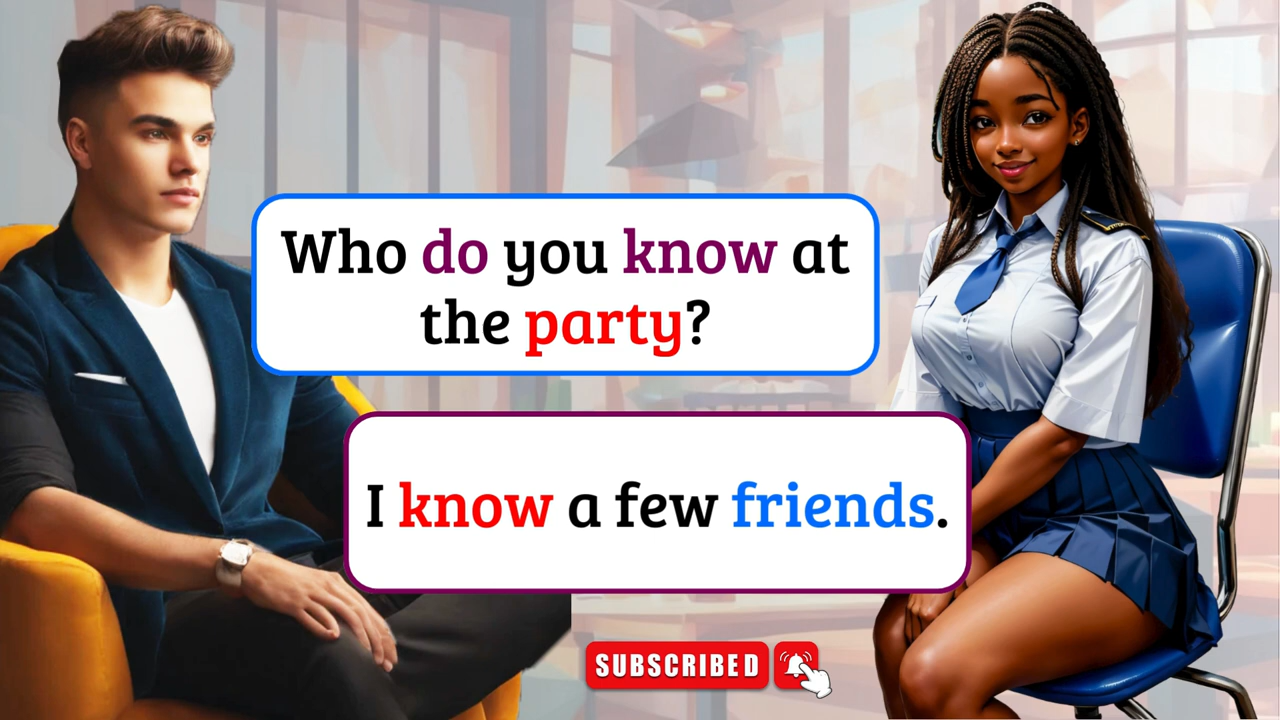 Who do you know at
the party?
I know a few friends.
SUBSCRIBED